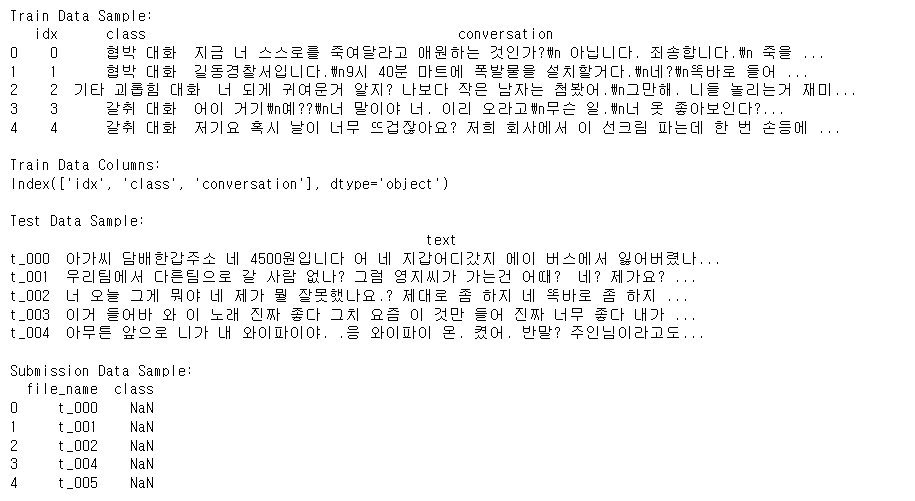 Train Data Sample:
idx class conversation
0 0 협박 대화 지금 너 스스로를 죽여달라고 애원하는 것인가?₩n 아닙니다. 죄송합니다.₩n 죽을 ...
1 1 협박 대화 길동경찰서입니다.₩n9시 40분 마트에 폭발물을 설치할거다.₩n네?₩n똑바로 들어 ...
2 2 기타 괴롭힘 대화 너 되게 귀여운거 알지? 나보다 작은 남자는 첨봤어.₩n그만해. 니들 놀리는거 재미...
3 3 갈취 대화 어이 거기₩n예??₩n너 말이야 너. 이리 오라고₩n무슨 일.₩n너 옷 좋아보인다?...
4 4 갈취 대화 저기요 혹시 날이 너무 뜨겁잖아요? 저희 회사에서 이 선크림 파는데 한 번 손등에 ...
Train Data Columns:
Index(['idx', 'class', 'conversation'], dtype='object')
Test Data Sample:
text
t_000 아가씨 담배한갑주소 네 4500원입니다 어 네 지갑어디갔지 에이 버스에서 잃어버렸나...
t_001 우리팀에서 다른팀으로 갈 사람 없나? 그럼 영지씨가 가는건 어때? 네? 제가요? ...
t_002 너 오늘 그게 뭐야 네 제가 뭘 잘못했나요.? 제대로 좀 하지 네 똑바로 좀 하지 ...
t_003 이거 들어바 와 이 노래 진짜 좋다 그치 요즘 이 것만 들어 진짜 너무 좋다 내가 ...
t_004 아무튼 앞으로 니가 내 와이파이야. .응 와이파이 온. 켰어. 반말? 주인님이라고도...
Submission Data Sample:
file_name class
0 t_000 NaN
1 t_001 NaN
2 t_002 NaN
3 t_004 NaN
4 t_005 NaN